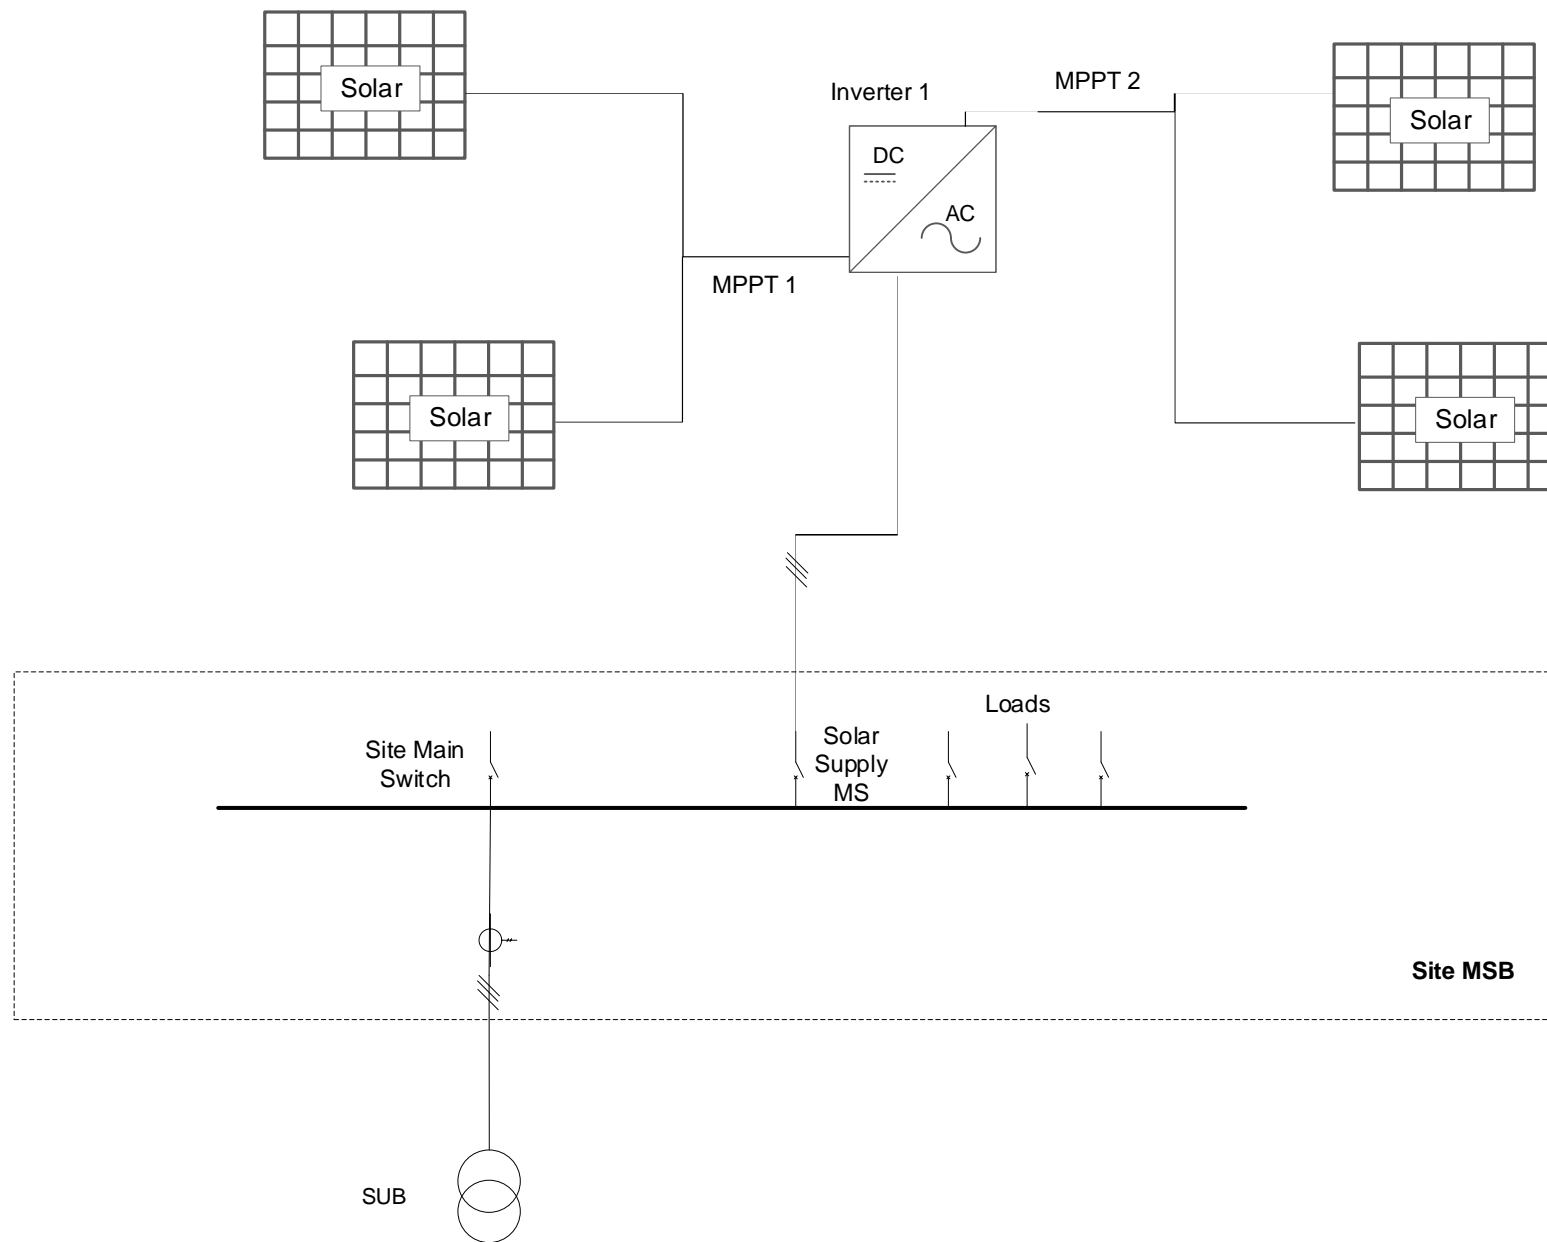 Solar
Inverter 1
MPPT 2
Solar
DC
AC
MPPT 1
Solar
Solar
Loads
Site Main
Switch
Solar
Supply
MS
Site MSB
SUB